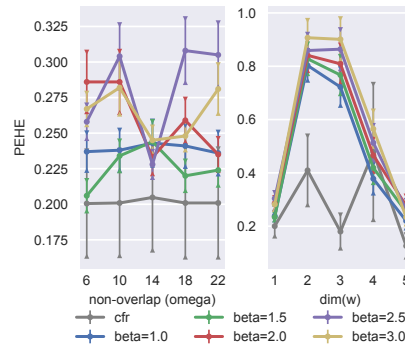 0.325
0.300
0.275
0.250
0.225
0.200
0.175
PEHE
6 10 14 18 22
non-overlap (omega)
1.0
0.8
0.6
0.4
0.2
1 2 3 4 5
dim(w)
cfr beta=1.5 beta=2.5
beta=1.0 beta=2.0 beta=3.0